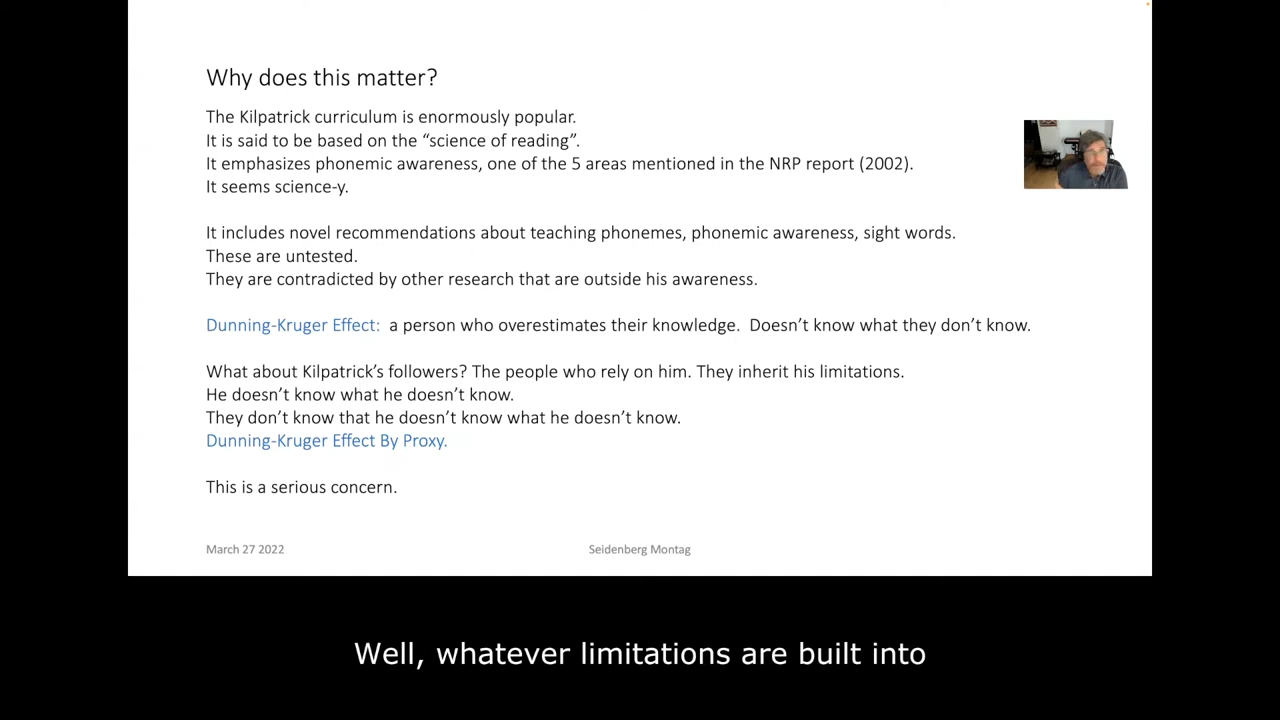 Why does this matter?
The Kilpatrick curriculum is enormously popular.
It is said to be based on the “science of reading”.
It emphasizes phonemic awareness, one of the 5 areas mentioned in the NRP report (2002).
It seems science-y.
It includes novel recommendations about teaching phonemes, phonemic awareness, sight words.
These are untested.
They are contradicted by other research that are outside his awareness.
Dunning-Kruger Effect: a person who overestimates their knowledge. Doesn’t know what they don’t know.
What about Kilpatrick’s followers? The people who rely on him. They inherit his limitations.
He doesn’t know what he doesn’t know.
They don’t know that he doesn’t know what he doesn’t know.
Dunning-Kruger Effect By Proxy.
This is a serious concern.
March 27 2022 Seidenberg Montag
Well, whatever limitations are built into